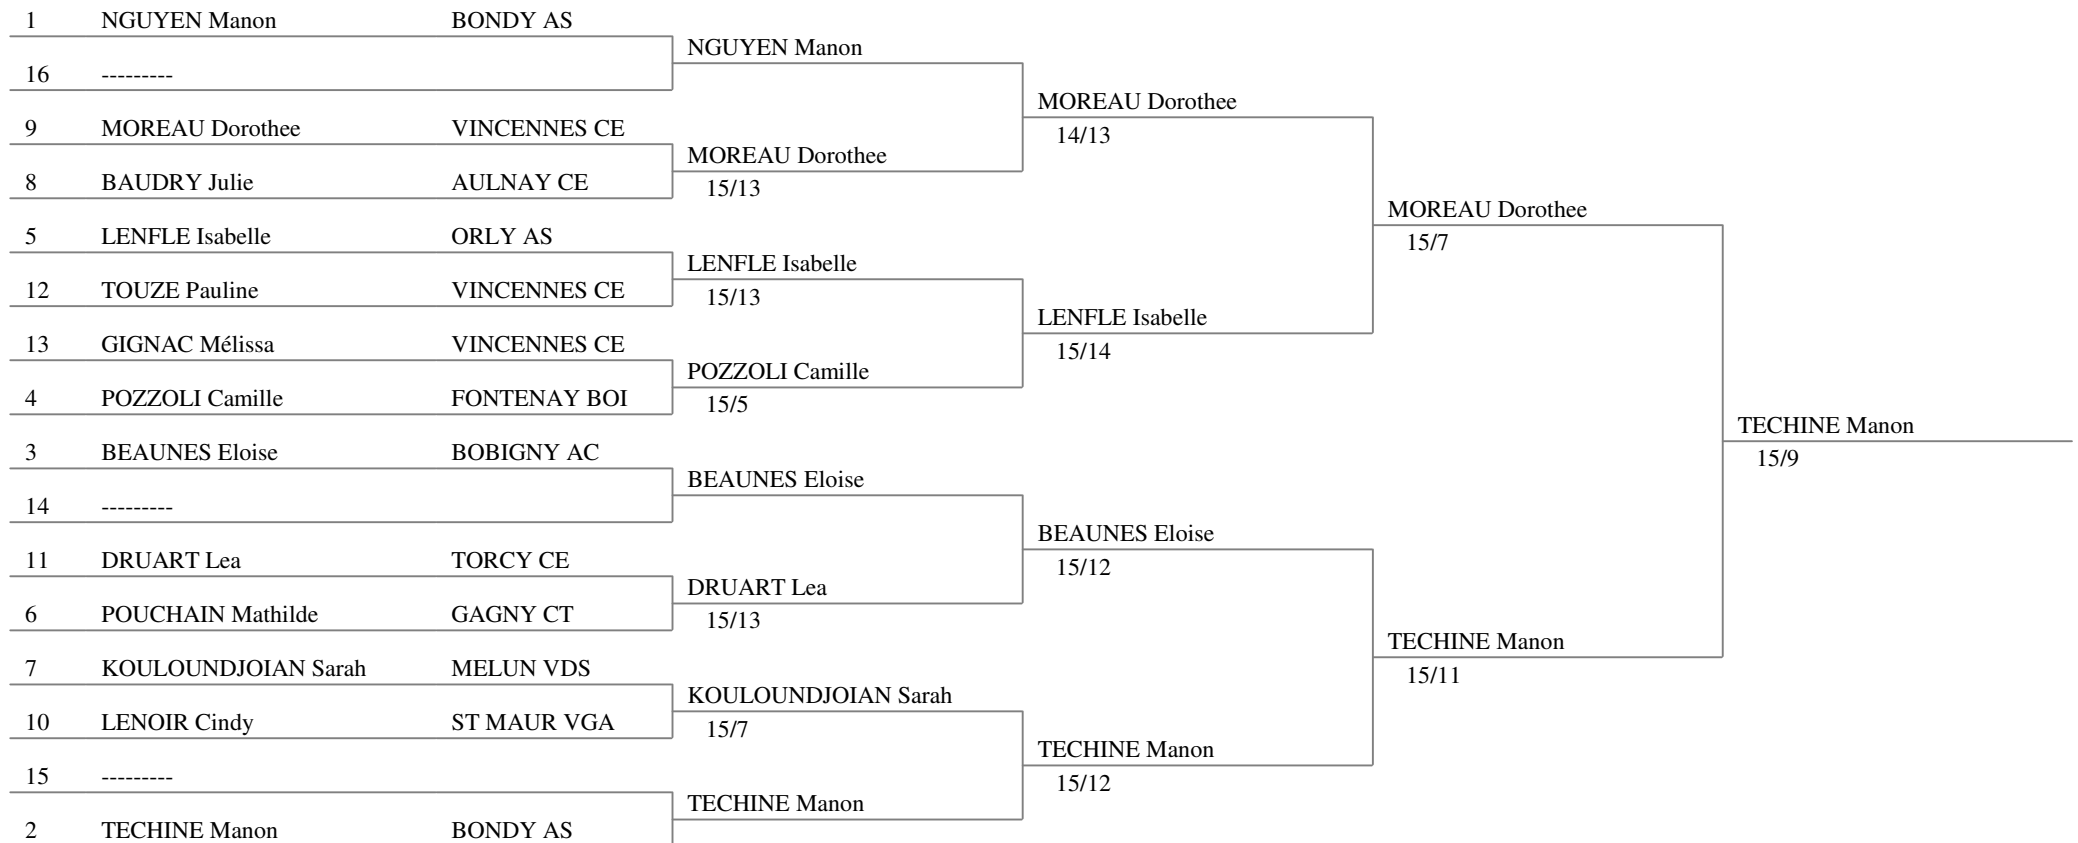 1 NGUYEN Manon BONDY AS
NGUYEN Manon
16 ---------
MOREAU Dorothee
9 MOREAU Dorothee VINCENNES CE
14/13
MOREAU Dorothee
8 BAUDRY Julie AULNAY CE
15/13
MOREAU Dorothee
5 LENFLE Isabelle ORLY AS
15/7
LENFLE Isabelle
12 TOUZE Pauline VINCENNES CE
15/13
LENFLE Isabelle
13 GIGNAC Mélissa VINCENNES CE
15/14
POZZOLI Camille
4 POZZOLI Camille FONTENAY BOI
15/5
TECHINE Manon
3 BEAUNES Eloise BOBIGNY AC
15/9
BEAUNES Eloise
14 ---------
BEAUNES Eloise
11 DRUART Lea TORCY CE
15/12
DRUART Lea
6 POUCHAIN Mathilde GAGNY CT
15/13
TECHINE Manon
7 KOULOUNDJOIAN Sarah MELUN VDS
15/11
KOULOUNDJOIAN Sarah
10 LENOIR Cindy ST MAUR VGA
15/7
TECHINE Manon
15 ---------
15/12
TECHINE Manon
2 TECHINE Manon BONDY AS